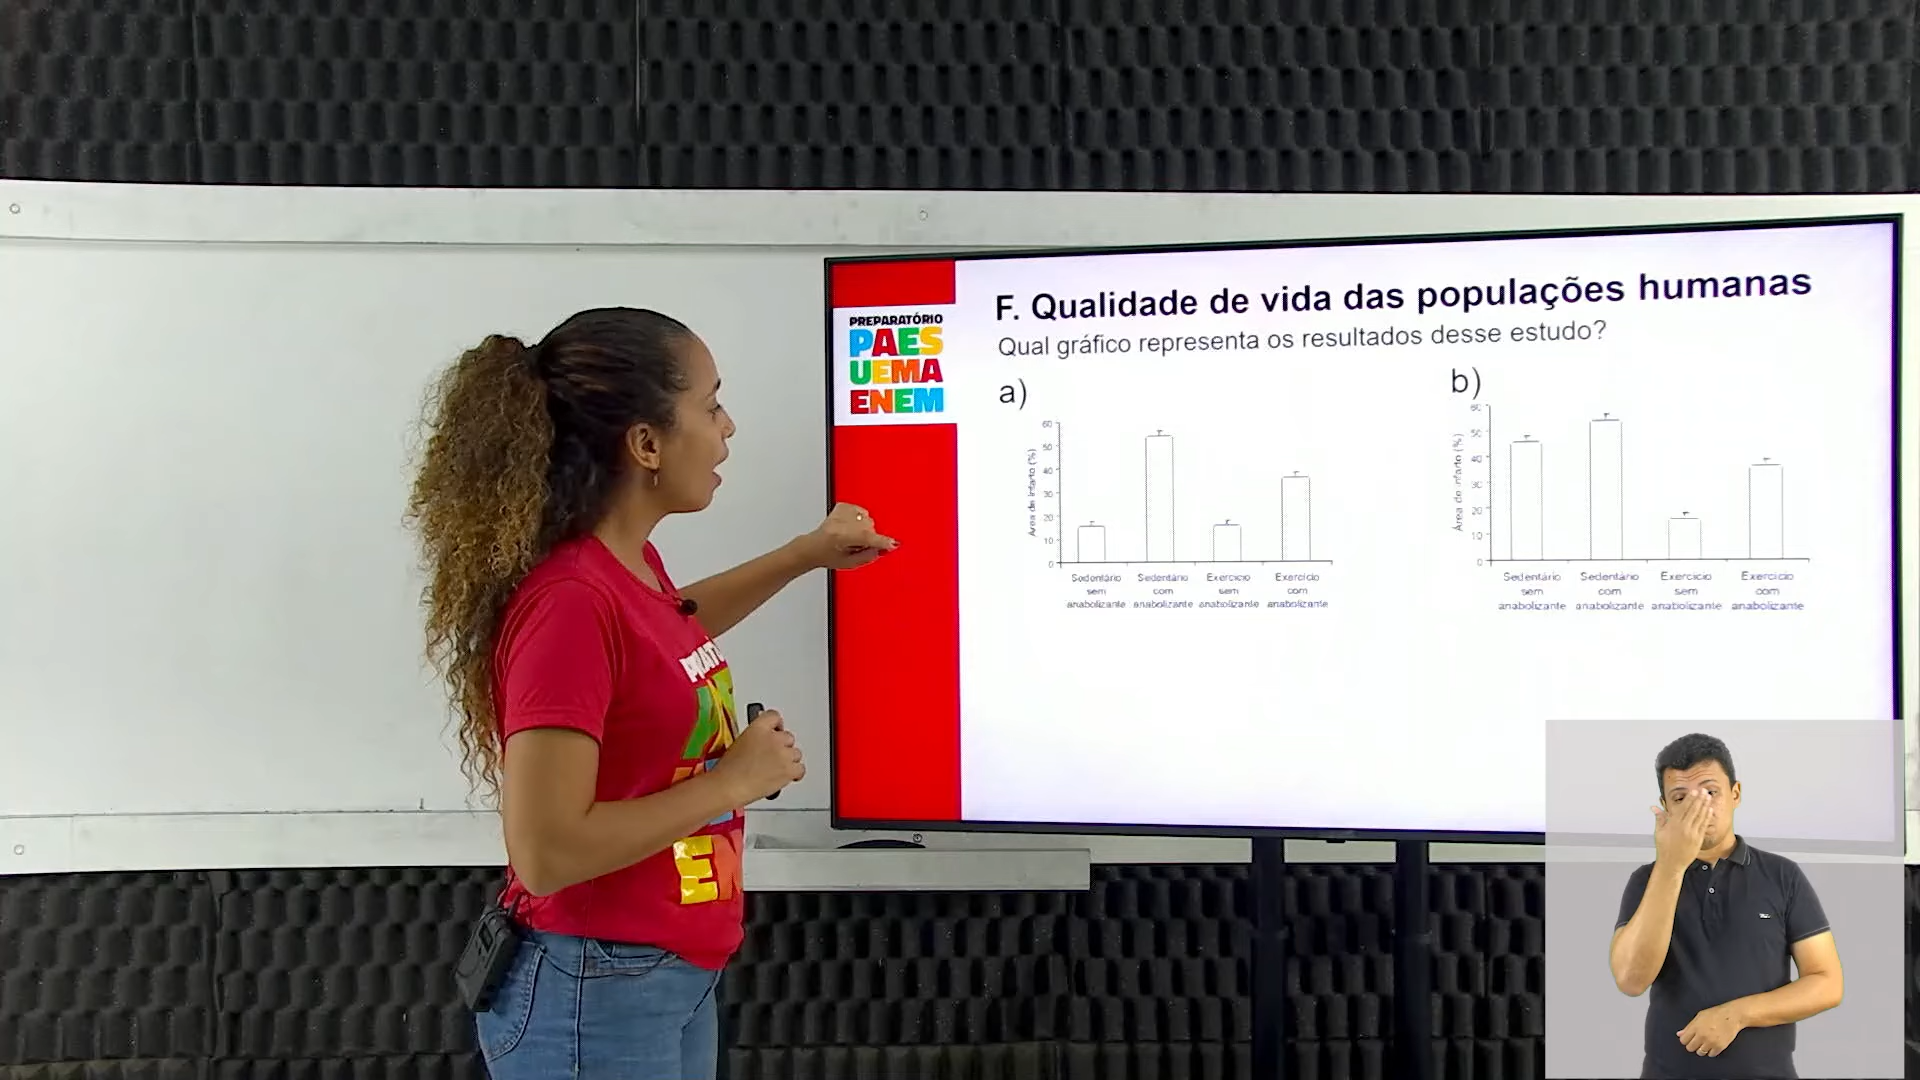 PREPARATÓRIO
PAES
UEMA
ENEM
F. Qualidade de vida das populações humanas
Qual gráfico representa os resultados desse estudo?
a)
Área de infarto (%)
60
50
40
30
20
10
0
Sedentário sem anabolizante
Sedentário com anabolizante
Exercício sem anabolizante
Exercício com anabolizante
b)
Área de infarto (%)
60
50
40
30
20
10
0
Sedentário sem anabolizante
Sedentário com anabolizante
Exercício sem anabolizante
Exercício com anabolizante